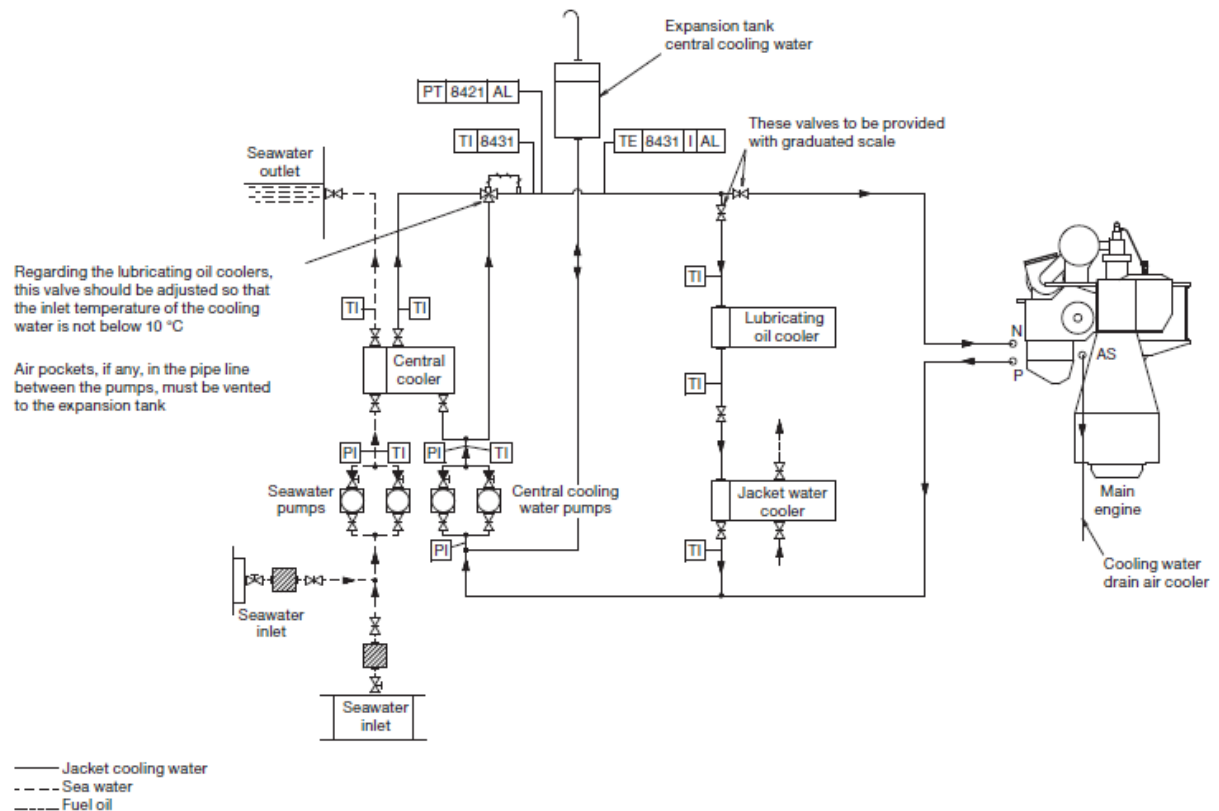 Expansion tank
central cooling water
PT 8421 AL
TI 8431
TE 8431 I AL
These valves to be provided
with graduated scale
Seawater
outlet
Regarding the lubricating oil coolers,
this valve should be adjusted so that
the inlet temperature of the cooling
water is not below 10 °C
Air pockets, if any, in the pipe line
between the pumps, must be vented
to the expansion tank
TI
TI
TI
Lubricating
oil cooler
N
P
AS
Central
cooler
TI
PI
TI
PI
TI
Seawater
pumps
Central cooling
water pumps
Jacket water
cooler
Main
engine
PI
TI
Cooling water
drain air cooler
Seawater
inlet
Seawater
inlet
Jacket cooling water
Sea water
Fuel oil